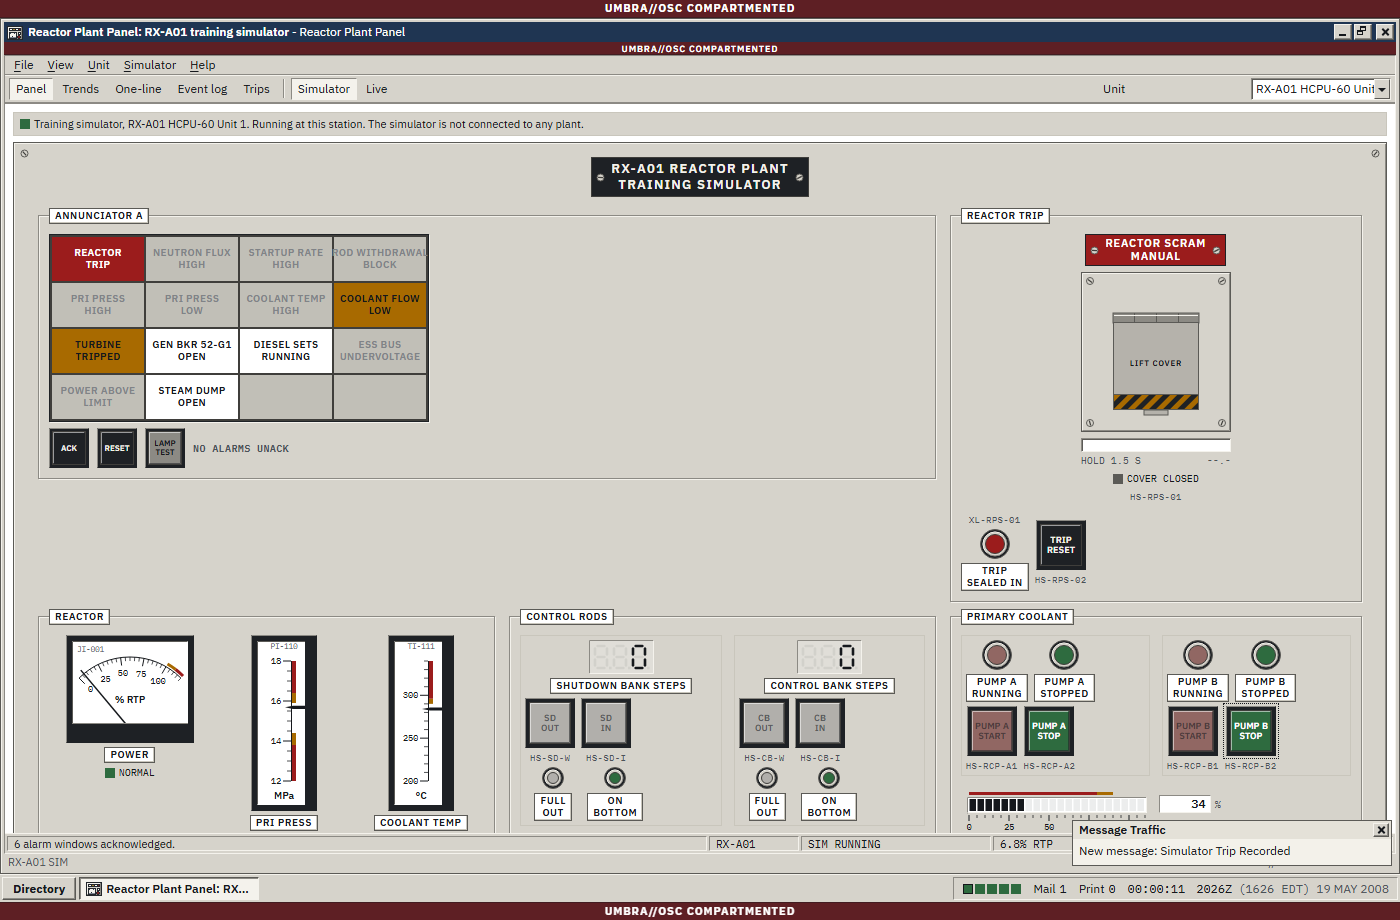 UMBRA//OSC COMPARTMENTED
Reactor Plant Panel: RX-A01 training simulator - Reactor Plant Panel
UMBRA//OSC COMPARTMENTED
File View Unit Simulator Help
Panel Trends One-line Event log Trips Simulator Live Unit RX-A01 HCPU-60 Unit
Training simulator, RX-A01 HCPU-60 Unit 1. Running at this station. The simulator is not connected to any plant.
RX-A01 REACTOR PLANT
TRAINING SIMULATOR
ANNUNCIATOR A
REACTOR TRIP
NEUTRON FLUX HIGH
STARTUP RATE HIGH
ROD WITHDRAWAL BLOCK
PRI PRESS HIGH
PRI PRESS LOW
COOLANT TEMP HIGH
COOLANT FLOW LOW
TURBINE TRIPPED
GEN BKR 52-G1 OPEN
DIESEL SETS RUNNING
ESS BUS UNDERVOLTAGE
POWER ABOVE LIMIT
STEAM DUMP OPEN
ACK RESET LAMP TEST NO ALARMS UNACK
REACTOR TRIP
REACTOR SCRAM
MANUAL
LIFT COVER
HOLD 1.5 S --.-
COVER CLOSED
HS-RPS-01
XL-RPS-01
TRIP SEALED IN
TRIP RESET
HS-RPS-02
REACTOR
JI-001
0 25 50 75 100
% RTP
POWER
NORMAL
PI-110
18
16
14
12
MPa
PRI PRESS
TI-111
300
250
200
°C
COOLANT TEMP
CONTROL RODS
0
SHUTDOWN BANK STEPS
SD OUT
SD IN
HS-SD-W HS-SD-I
FULL OUT
ON BOTTOM
0
CONTROL BANK STEPS
CB OUT
CB IN
HS-CB-W HS-CB-I
FULL OUT
ON BOTTOM
PRIMARY COOLANT
PUMP A RUNNING
PUMP A STOPPED
PUMP A START
PUMP A STOP
HS-RCP-A1 HS-RCP-A2
PUMP B RUNNING
PUMP B STOPPED
PUMP B START
PUMP B STOP
HS-RCP-B1 HS-RCP-B2
34 %
0 25 50
Message Traffic
New message: Simulator Trip Recorded
6 alarm windows acknowledged. RX-A01 SIM RUNNING 6.8% RTP
RX-A01 SIM
Directory Reactor Plant Panel: RX... Mail 1 Print 0 00:00:11 2026Z (1626 EDT) 19 MAY 2008
UMBRA//OSC COMPARTMENTED